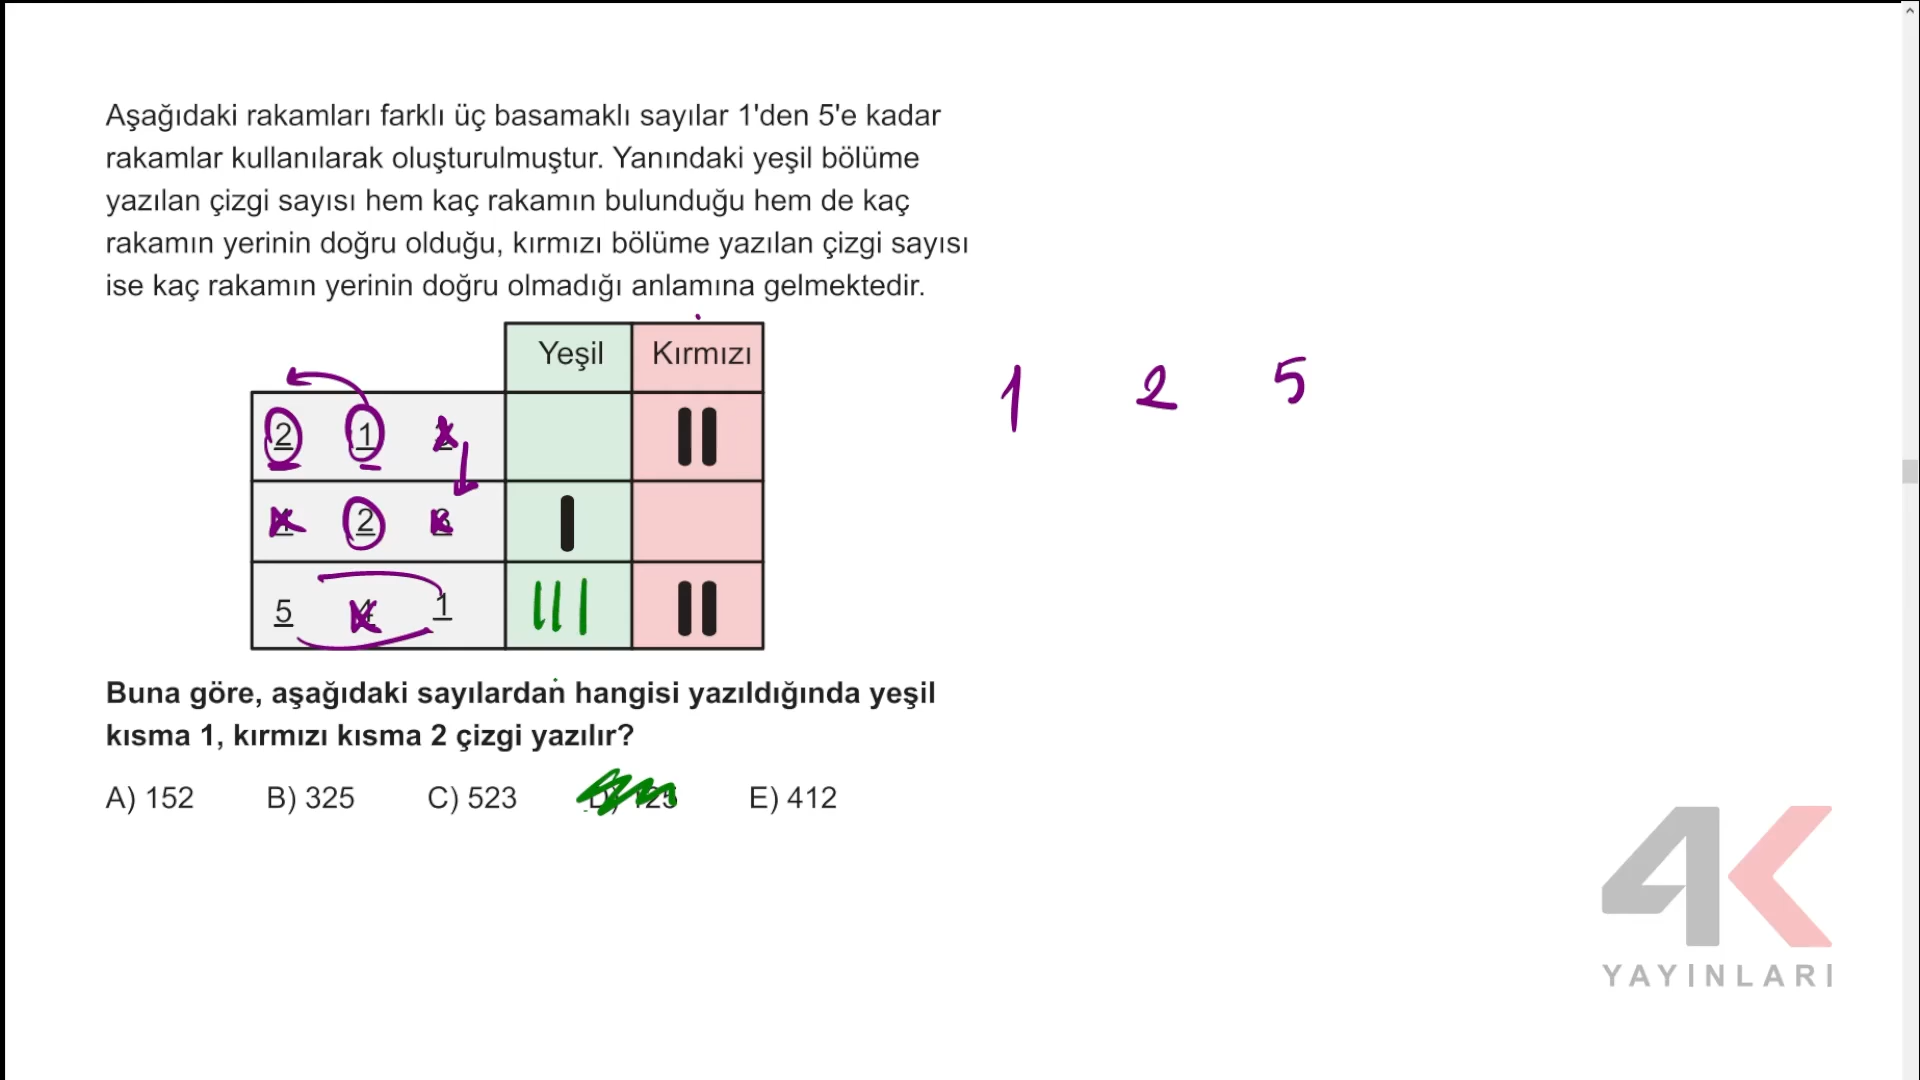 Aşağıdaki rakamları farklı üç basamaklı sayılar 1'den 5'e kadar
rakamlar kullanılarak oluşturulmuştur. Yanındaki yeşil bölüme
yazılan çizgi sayısı hem kaç rakamın bulunduğu hem de kaç
rakamın yerinin doğru olduğu, kırmızı bölüme yazılan çizgi sayısı
ise kaç rakamın yerinin doğru olmadığı anlamına gelmektedir.
Yeşil Kırmızı
2 1
1 2 5
2 3
5 4 1
Buna göre, aşağıdaki sayılardan hangisi yazıldığında yeşil
kısma 1, kırmızı kısma 2 çizgi yazılır?
A) 152 B) 325 C) 523 D) 125 E) 412
4K
YAYINLARI